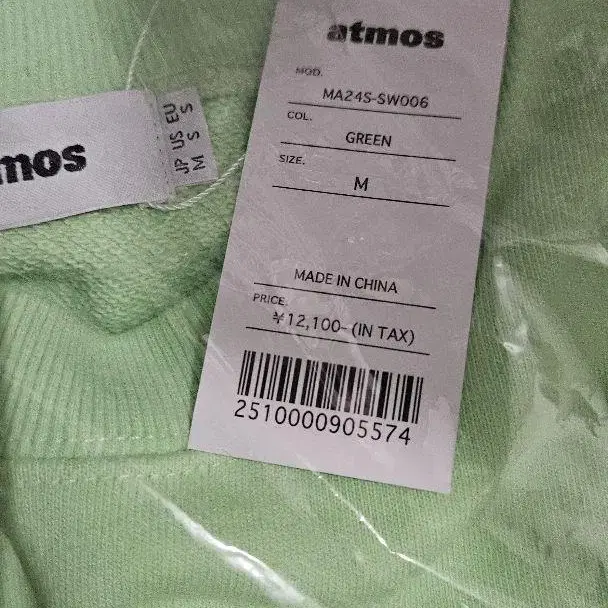 atmos
MOD.
MA24S-SW006
COL.
GREEN
SIZE.
M
MADE IN CHINA
PRICE.
¥12,100-(IN TAX)
2510000905574
mos
JP US EU
M S S